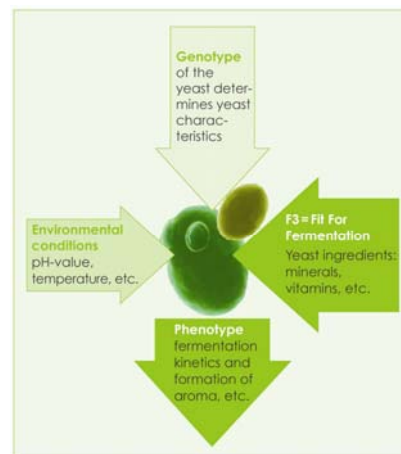 Genotype
of the
yeast deter-
mines yeast
charac-
teristics
Environmental
conditions
pH-value,
temperature, etc.
F3=Fit For
Fermentation
Yeast ingredients:
minerals,
vitamins, etc.
Phenotype
fermentation
kinetics and
formation of
aroma, etc.